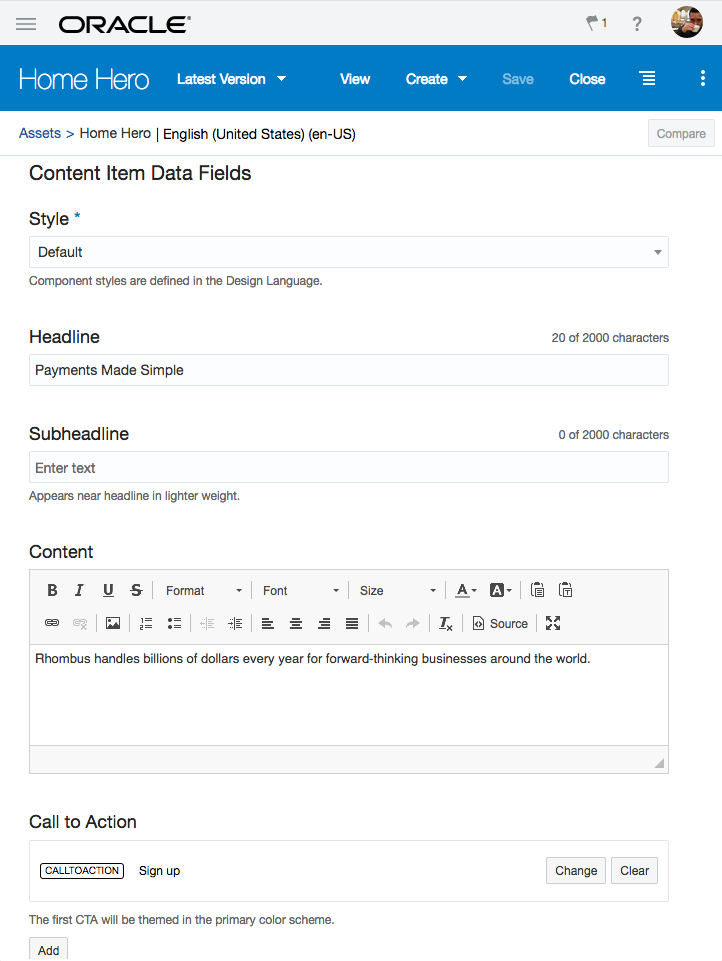 ORACLE®
1 ?
Home Hero Latest Version View Create Save Close
Assets > Home Hero | English (United States) (en-US) Compare
Content Item Data Fields
Style *
Default
Component styles are defined in the Design Language.
Headline 20 of 2000 characters
Payments Made Simple
Subheadline 0 of 2000 characters
Enter text
Appears near headline in lighter weight.
Content
B I U S Format Font Size A A
Source
Rhombus handles billions of dollars every year for forward-thinking businesses around the world.
Call to Action
CALLTOACTION Sign up Change Clear
The first CTA will be themed in the primary color scheme.
Add